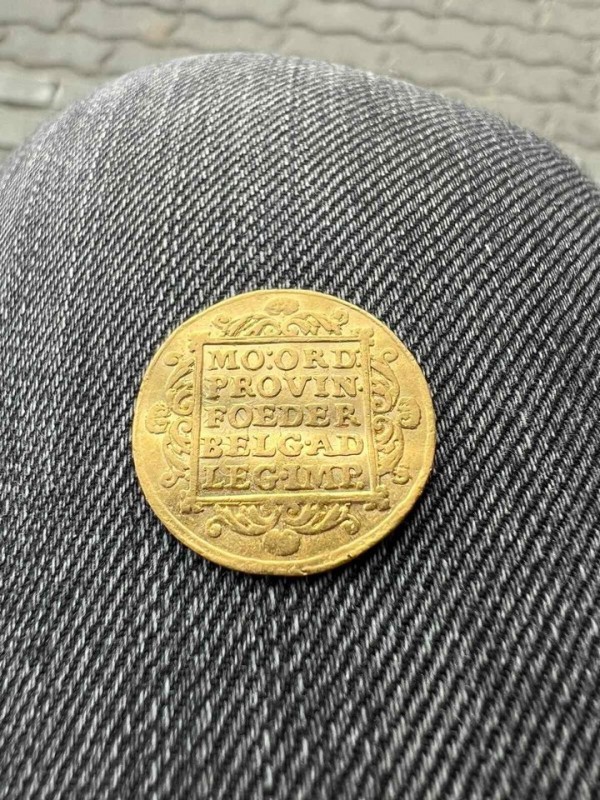 MO:ORD:
PROVIN·
FOEDER
BELG·AD
LEG·IMP.